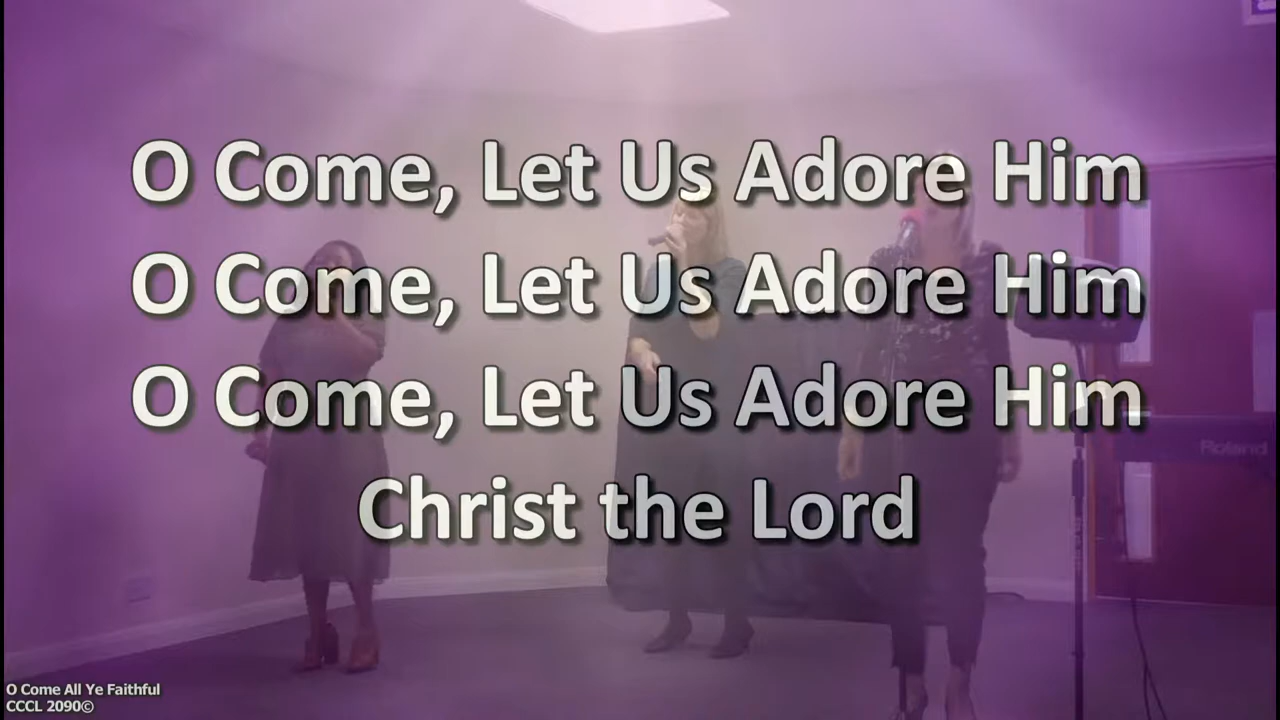 O Come, Let Us Adore Him
O Come, Let Us Adore Him
O Come, Let Us Adore Him
Christ the Lord
Roland
O Come All Ye Faithful
CCCL 2090©